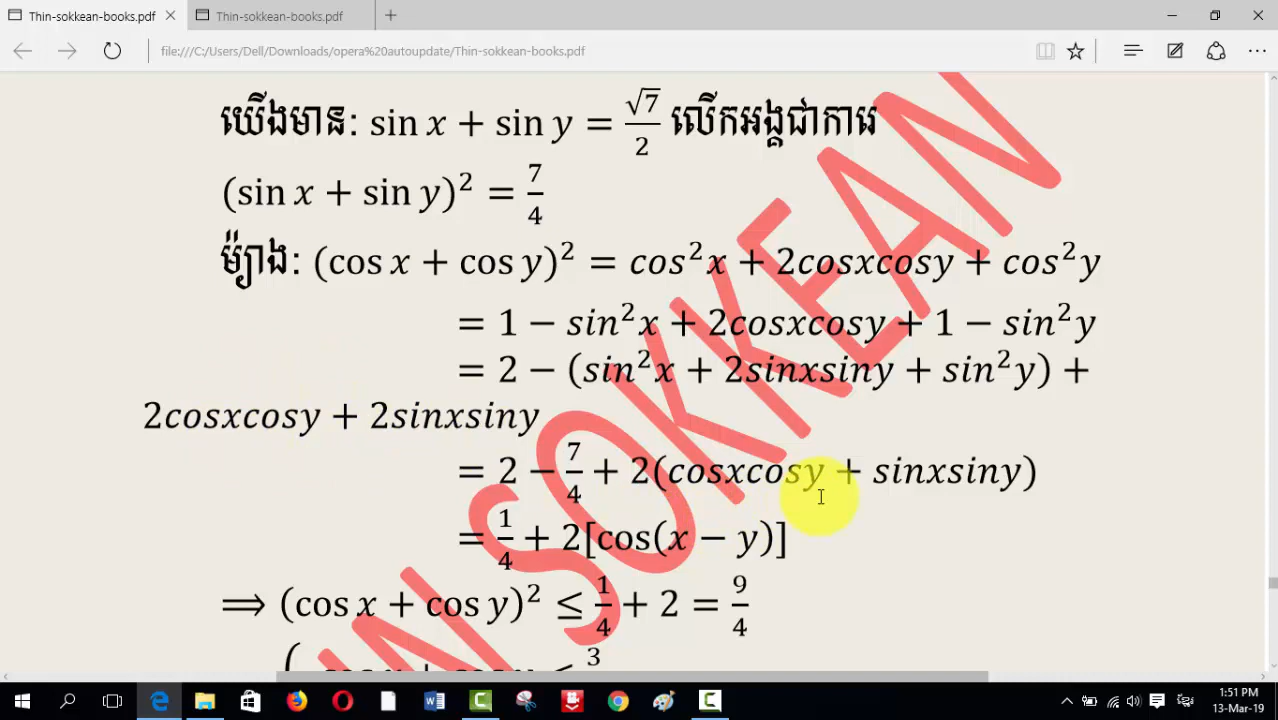 Thin-sokkean-books.pdf
Thin-sokkean-books.pdf
file:///C:/Users/Dell/Downloads/opera%20autoupdate/Thin-sokkean-books.pdf
យើងមាន: sin x + sin y = √7/2 លើកអង្គជាការេ
(sin x + sin y)² = 7/4
ម៉្យាង: (cos x + cos y)² = cos²x + 2cosxcosy + cos²y
= 1 − sin²x + 2cosxcosy + 1 − sin²y
= 2 − (sin²x + 2sinxsiny + sin²y) +
2cosxcosy + 2sinxsiny
= 2 − 7/4 + 2(cosxcosy + sinxsiny)
= 1/4 + 2[cos(x − y)]
⟹ (cos x + cos y)² ≤ 1/4 + 2 = 9/4
SOKKEAN
1:51 PM
13-Mar-19